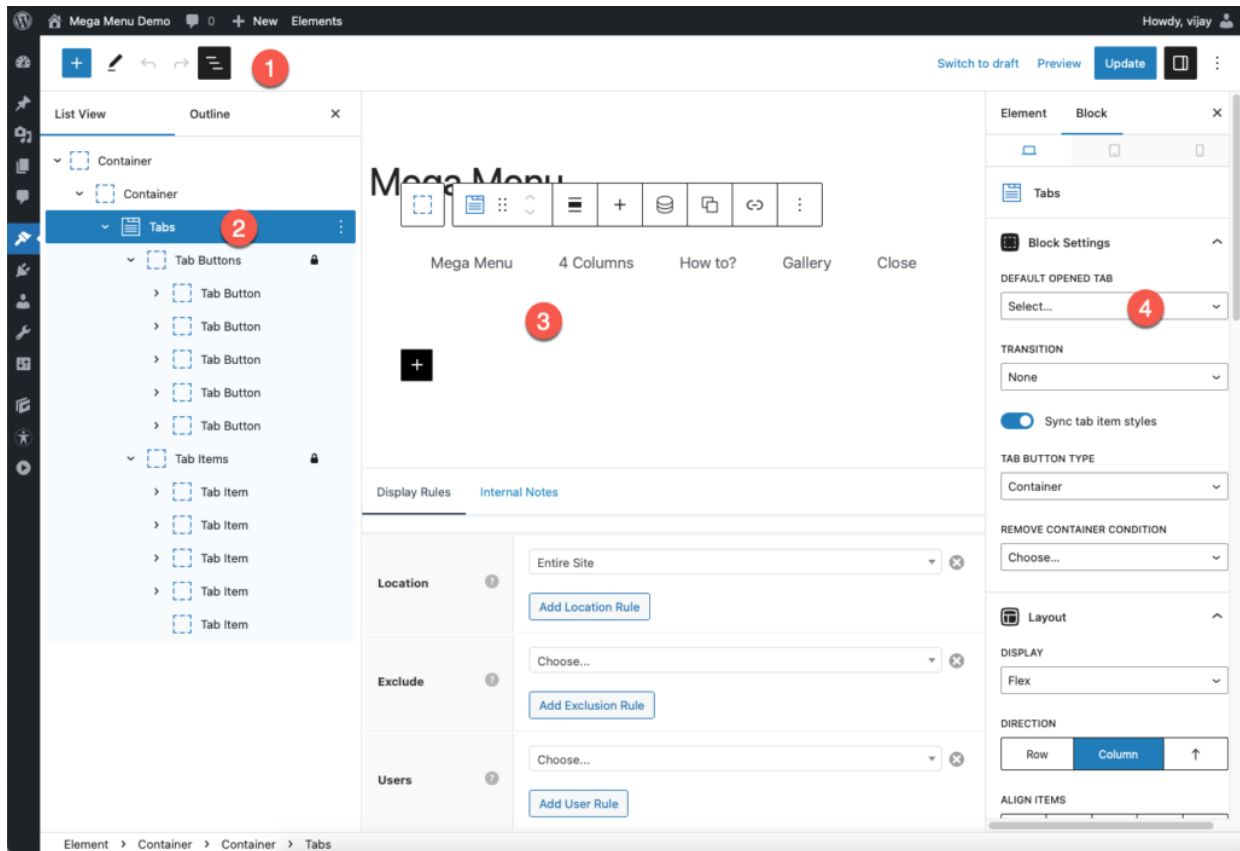 Mega Menu Demo 0 + New Elements Howdy, vijay
1
Switch to draft Preview Update
List View Outline
Container
Container
Tabs 2
Tab Buttons
Tab Button
Tab Button
Tab Button
Tab Button
Tab Button
Tab Items
Tab Item
Tab Item
Tab Item
Tab Item
Tab Item
Mega Menu
Mega Menu 4 Columns How to? Gallery Close
3
Display Rules Internal Notes
Location
Entire Site
Add Location Rule
Exclude
Choose...
Add Exclusion Rule
Users
Choose...
Add User Rule
Element Block
Tabs
Block Settings
DEFAULT OPENED TAB
Select... 4
TRANSITION
None
Sync tab item styles
TAB BUTTON TYPE
Container
REMOVE CONTAINER CONDITION
Choose...
Layout
DISPLAY
Flex
DIRECTION
Row Column ↑
ALIGN ITEMS
Element > Container > Container > Tabs